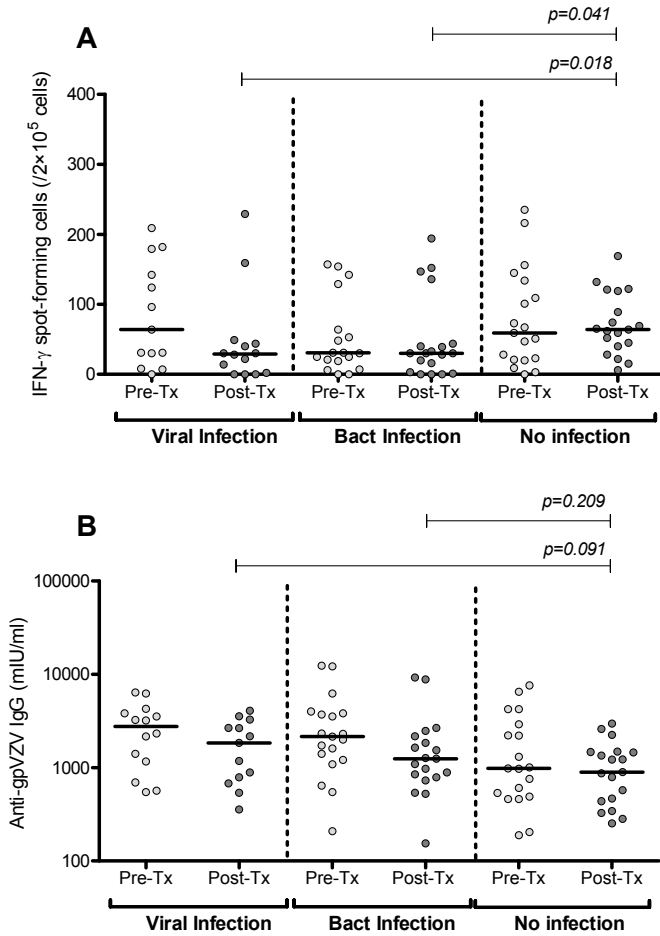 A
p=0.041
p=0.018
IFN-γ spot-forming cells (/2×10⁵ cells)
400
300
200
100
0
Pre-Tx Post-Tx Pre-Tx Post-Tx Pre-Tx Post-Tx
Viral Infection Bact Infection No infection
B
p=0.209
p=0.091
Anti-gpVZV IgG (mIU/ml)
100000
10000
1000
100
Pre-Tx Post-Tx Pre-Tx Post-Tx Pre-Tx Post-Tx
Viral Infection Bact Infection No infection